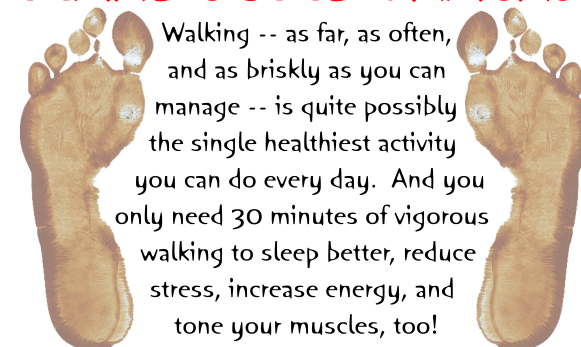 Walking -- as far, as often,
and as briskly as you can
manage -- is quite possibly
the single healthiest activity
you can do every day. And you
only need 30 minutes of vigorous
walking to sleep better, reduce
stress, increase energy, and
tone your muscles, too!